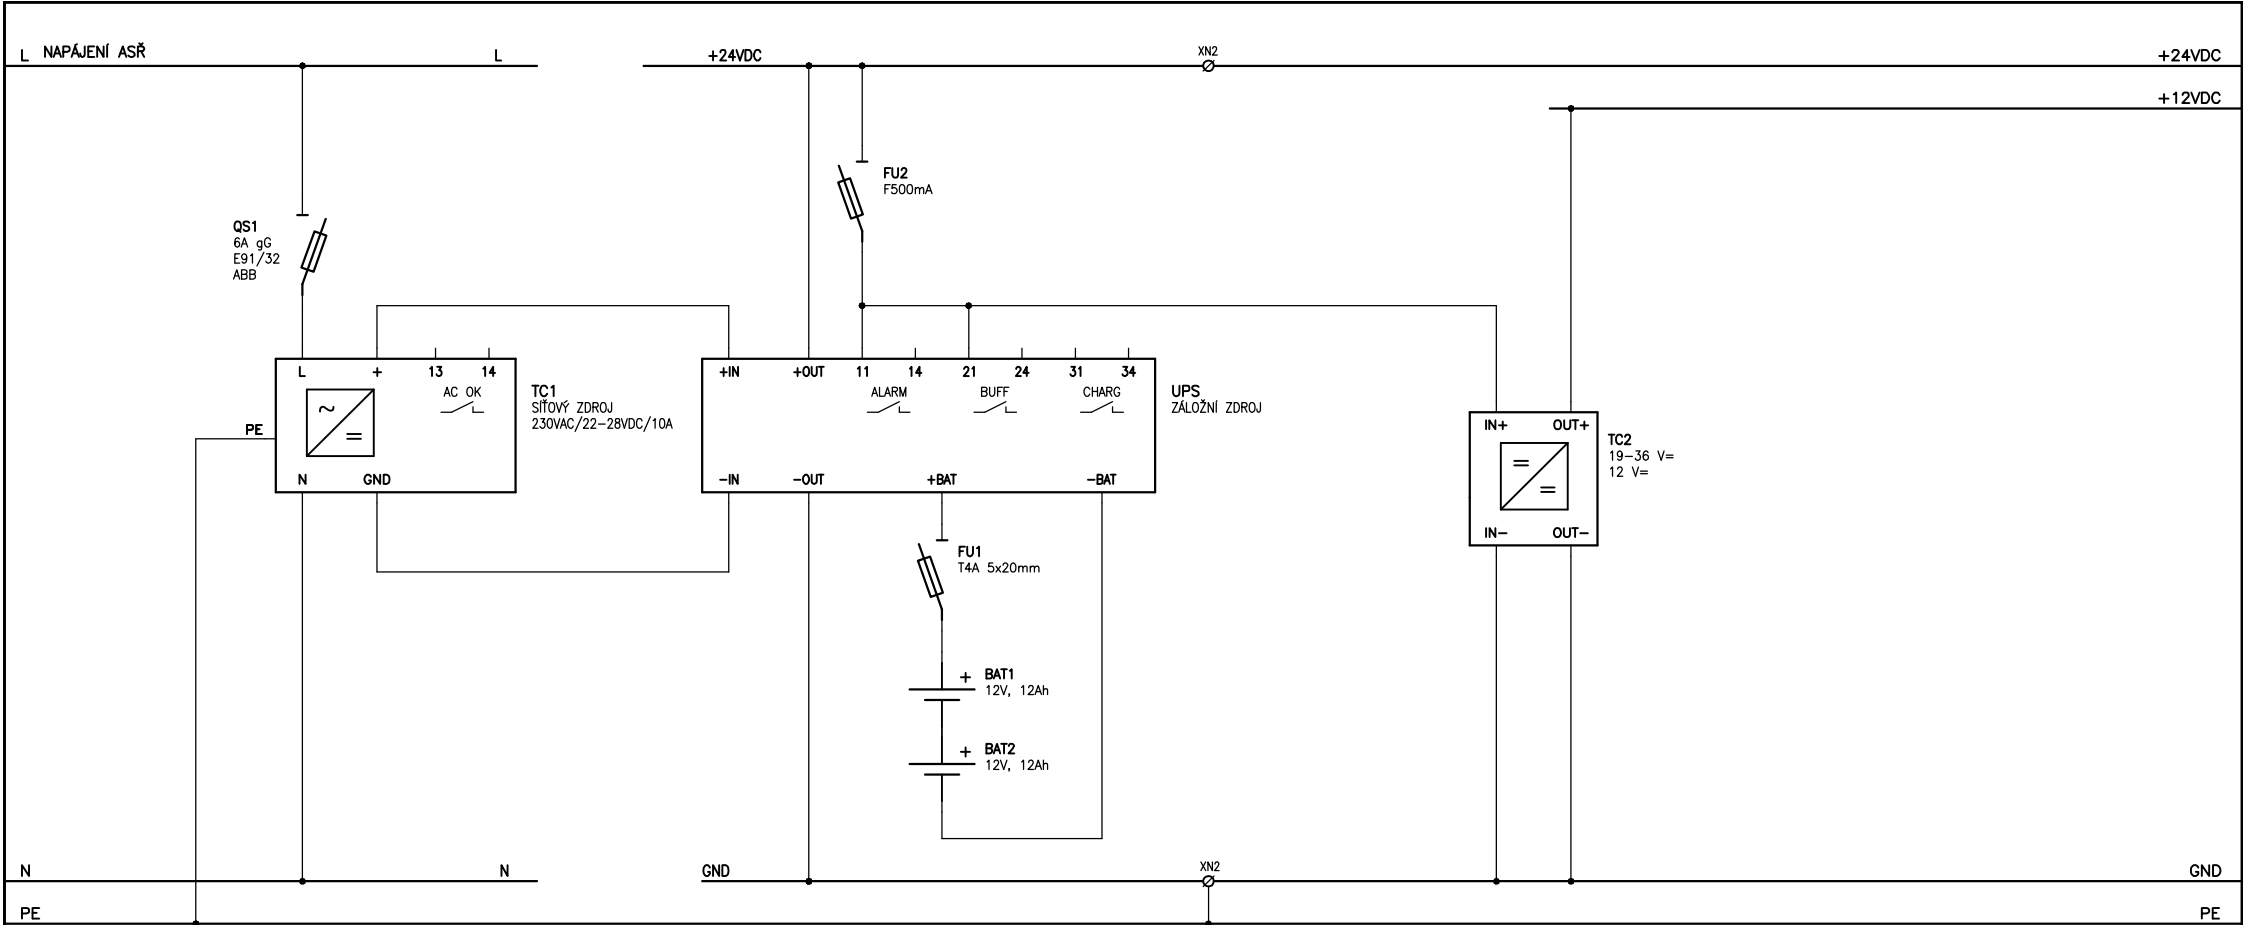 L NAPÁJENÍ ASŘ L +24VDC XN2 +24VDC
+12VDC
FU2
F500mA
QS1
6A gG
E91/32
ABB
L + 13 14
AC OK
~
=
PE
N GND
TC1
SÍŤOVÝ ZDROJ
230VAC/22-28VDC/10A
+IN +OUT 11 14 21 24 31 34
ALARM BUFF CHARG
-IN -OUT +BAT -BAT
UPS
ZÁLOŽNÍ ZDROJ
IN+ OUT+
=
=
IN- OUT-
TC2
19-36 V=
12 V=
FU1
T4A 5x20mm
+ BAT1
12V, 12Ah
+ BAT2
12V, 12Ah
N N GND XN2 GND
PE PE